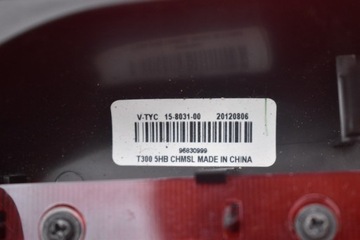 V-TYC 15-8031-00 20120806
96830999
T300 5HB CHMSL MADE IN CHINA